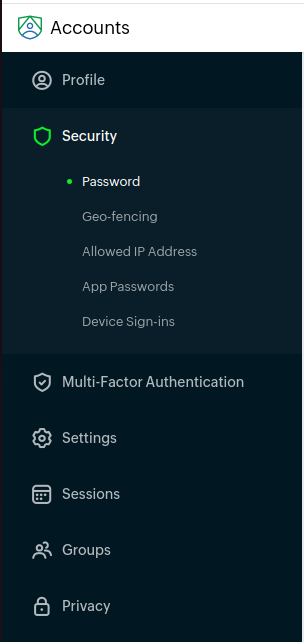 Accounts
Profile
Security
Password
Geo-fencing
Allowed IP Address
App Passwords
Device Sign-ins
Multi-Factor Authentication
Settings
Sessions
Groups
Privacy